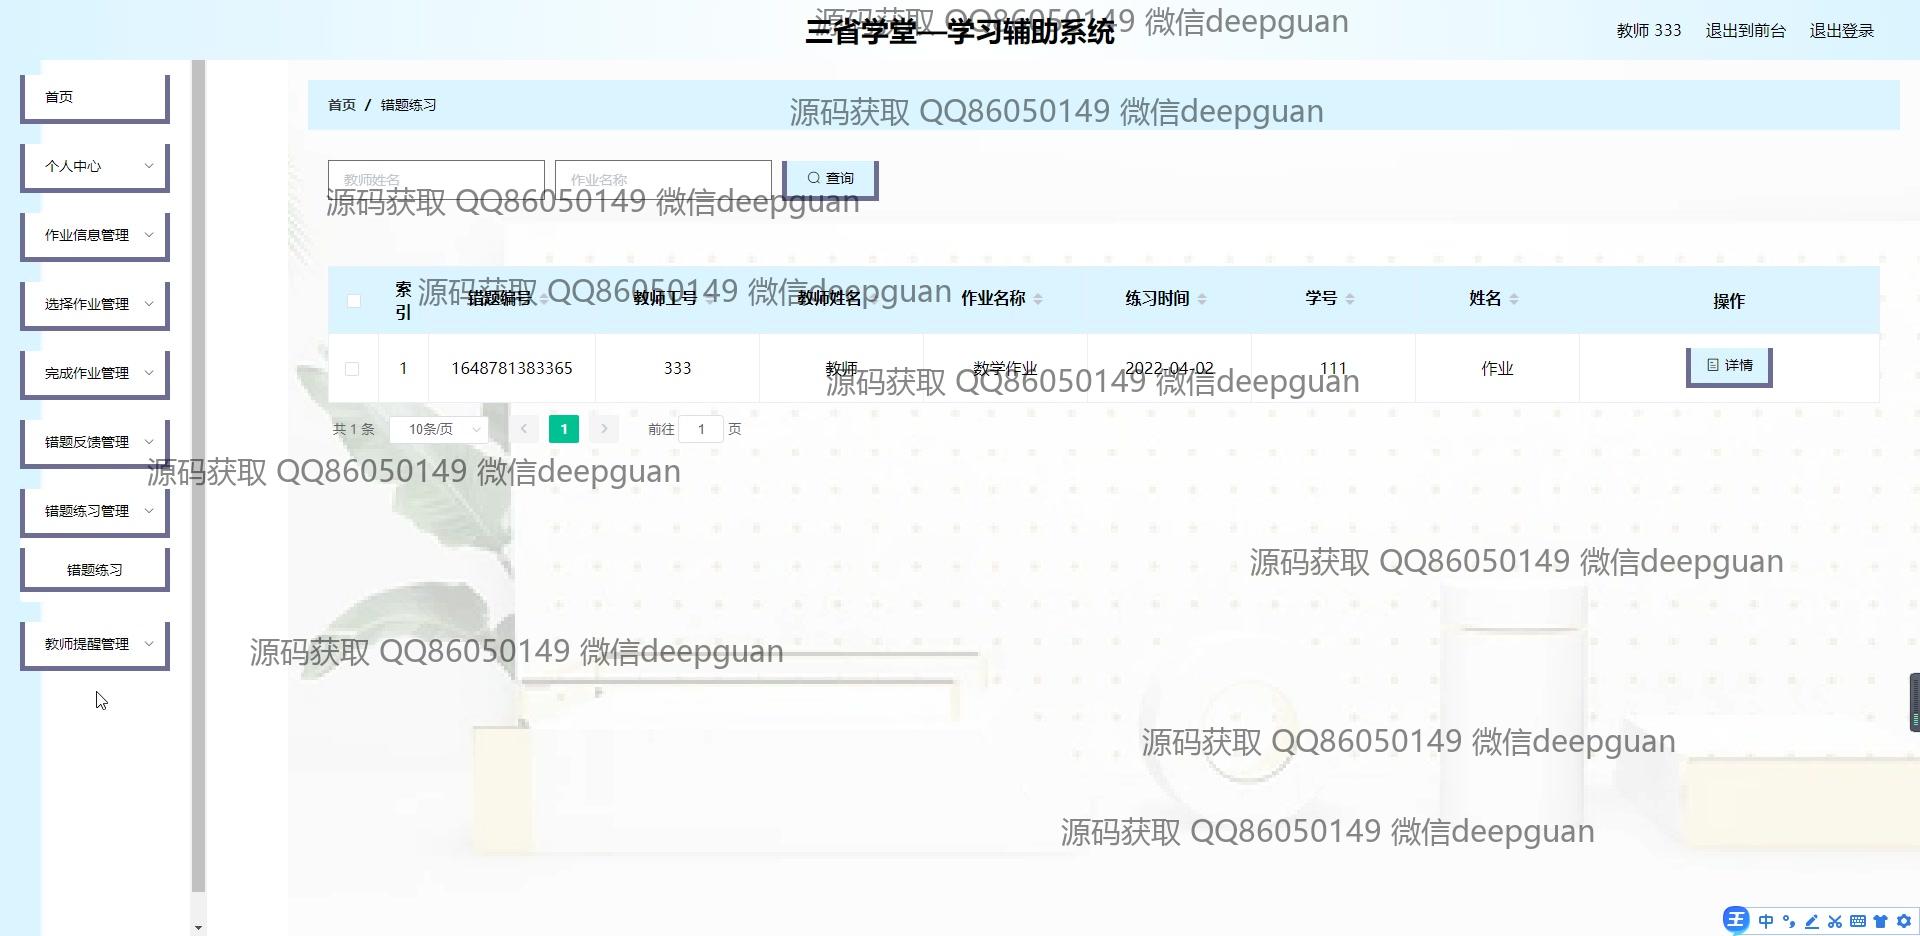 三省学堂—学习辅助系统
源码获取 QQ86050149 微信deepguan
教师 333 退出到前台 退出登录
首页
个人中心
作业信息管理
选择作业管理
完成作业管理
错题反馈管理
错题练习管理
错题练习
教师提醒管理
首页 / 错题练习
源码获取 QQ86050149 微信deepguan
教师姓名 作业名称 查询
源码获取 QQ86050149 微信deepguan
索引 错题编号 教师工号 教师姓名 作业名称 练习时间 学号 姓名 操作
源码获取 QQ86050149 微信deepguan
1 1648781383365 333 教师 数学作业 2022-04-02 111 作业 详情
源码获取 QQ86050149 微信deepguan
共 1 条 10条/页 1 前往 1 页
源码获取 QQ86050149 微信deepguan
源码获取 QQ86050149 微信deepguan
源码获取 QQ86050149 微信deepguan
源码获取 QQ86050149 微信deepguan
源码获取 QQ86050149 微信deepguan
王 中